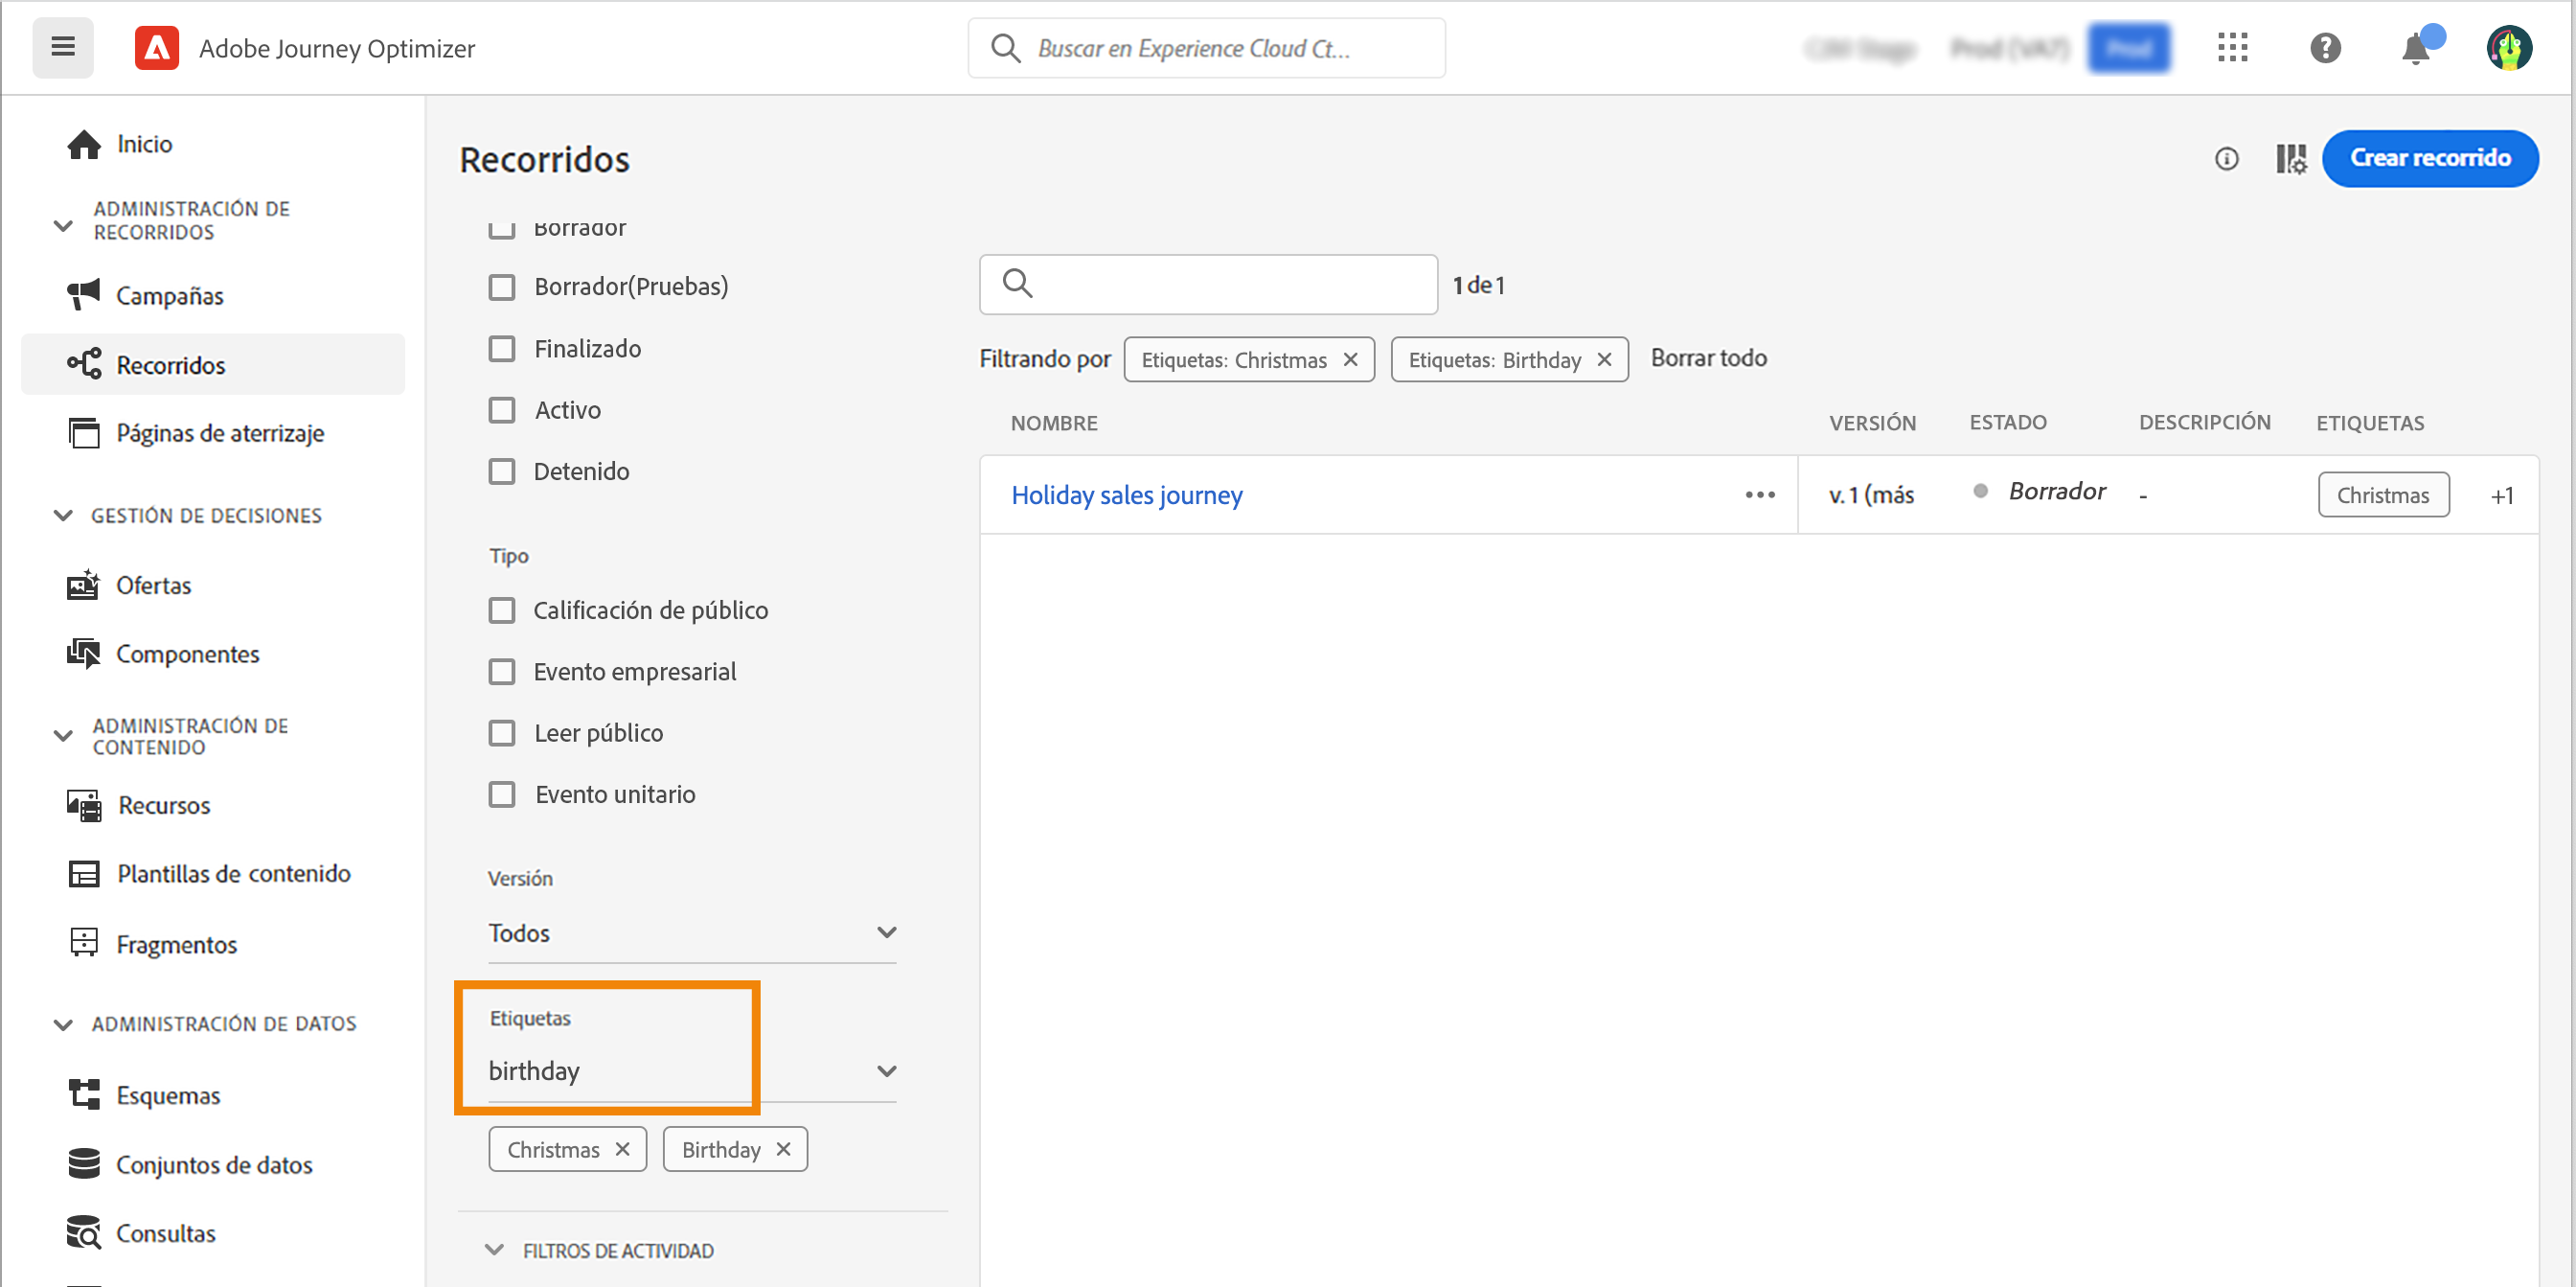 Adobe Journey Optimizer
Buscar en Experience Cloud Ct...
Prod (VA7)
Prod
Inicio
ADMINISTRACIÓN DE
RECORRIDOS
Campañas
Recorridos
Páginas de aterrizaje
GESTIÓN DE DECISIONES
Ofertas
Componentes
ADMINISTRACIÓN DE
CONTENIDO
Recursos
Plantillas de contenido
Fragmentos
ADMINISTRACIÓN DE DATOS
Esquemas
Conjuntos de datos
Consultas
Recorridos
Crear recorrido
Borrador
Borrador(Pruebas)
Finalizado
Activo
Detenido
Tipo
Calificación de público
Evento empresarial
Leer público
Evento unitario
Versión
Todos
Etiquetas
birthday
Christmas
Birthday
FILTROS DE ACTIVIDAD
1 de 1
Filtrando por Etiquetas: Christmas Etiquetas: Birthday Borrar todo
NOMBRE VERSIÓN ESTADO DESCRIPCIÓN ETIQUETAS
Holiday sales journey ••• v. 1 (más Borrador - Christmas +1